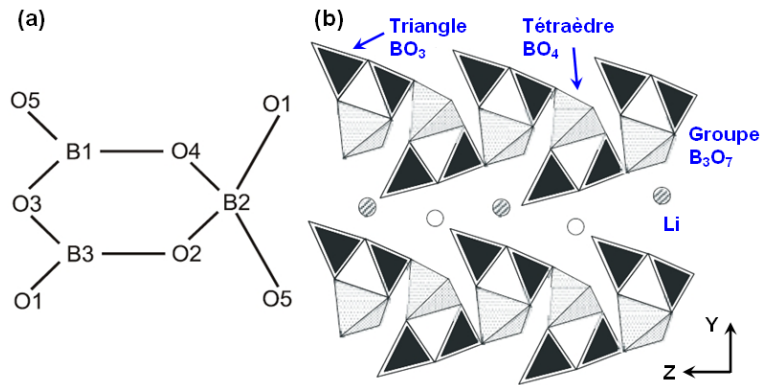 (a)
O5
O1
B1
O4
O3
B2
B3
O2
O1
O5
(b)
Triangle
BO3
Tétraèdre
BO4
Groupe
B3O7
Li
Y
Z